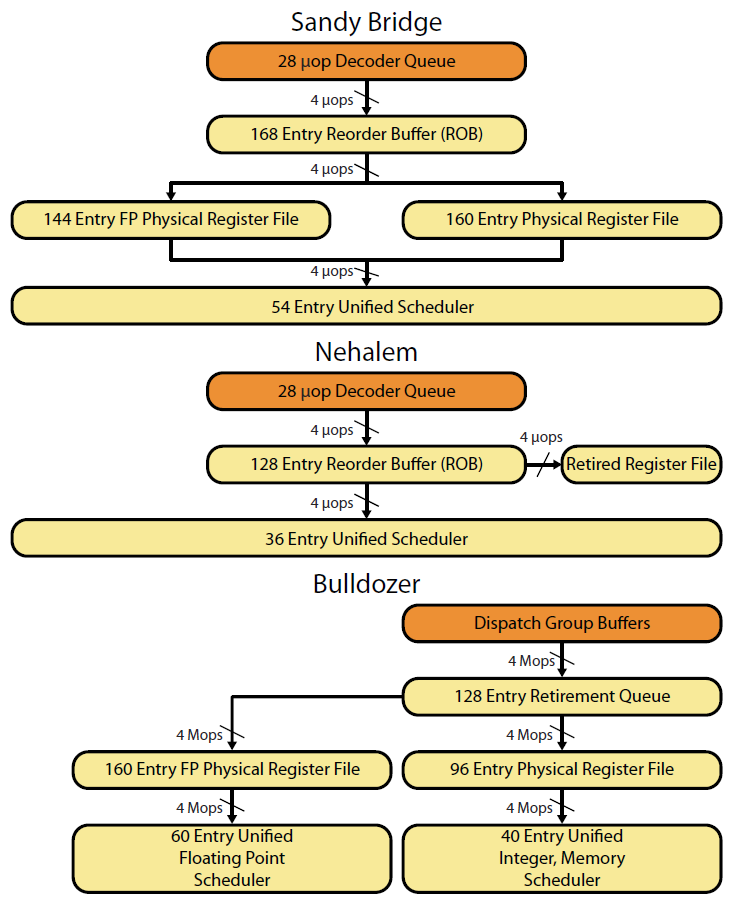 Sandy Bridge
28 µop Decoder Queue
4 µops
168 Entry Reorder Buffer (ROB)
4 µops
144 Entry FP Physical Register File
160 Entry Physical Register File
4 µops
54 Entry Unified Scheduler
Nehalem
28 µop Decoder Queue
4 µops
4 µops
128 Entry Reorder Buffer (ROB)
Retired Register File
4 µops
36 Entry Unified Scheduler
Bulldozer
Dispatch Group Buffers
4 Mops
128 Entry Retirement Queue
4 Mops
4 Mops
160 Entry FP Physical Register File
96 Entry Physical Register File
4 Mops
4 Mops
60 Entry Unified
Floating Point
Scheduler
40 Entry Unified
Integer, Memory
Scheduler